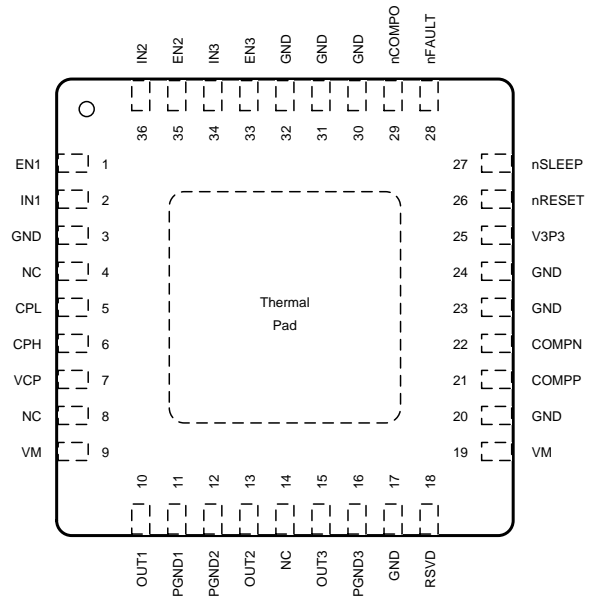 IN2
EN2
IN3
EN3
GND
GND
GND
nCOMPO
nFAULT
36
35
34
33
32
31
30
29
28
EN1 1
IN1 2
GND 3
NC 4
CPL 5
CPH 6
VCP 7
NC 8
VM 9
Thermal
Pad
27 nSLEEP
26 nRESET
25 V3P3
24 GND
23 GND
22 COMPN
21 COMPP
20 GND
19 VM
10
11
12
13
14
15
16
17
18
OUT1
PGND1
PGND2
OUT2
NC
OUT3
PGND3
GND
RSVD